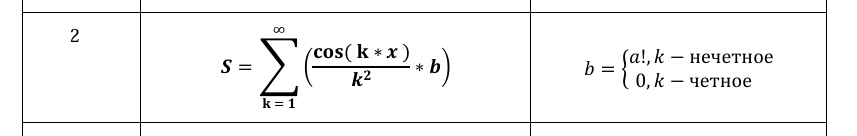 2
S = ∑_{k = 1}^{∞} (cos( k ∗ x ) / k² ∗ b)
b = { a!, k − нечетное
0, k − четное